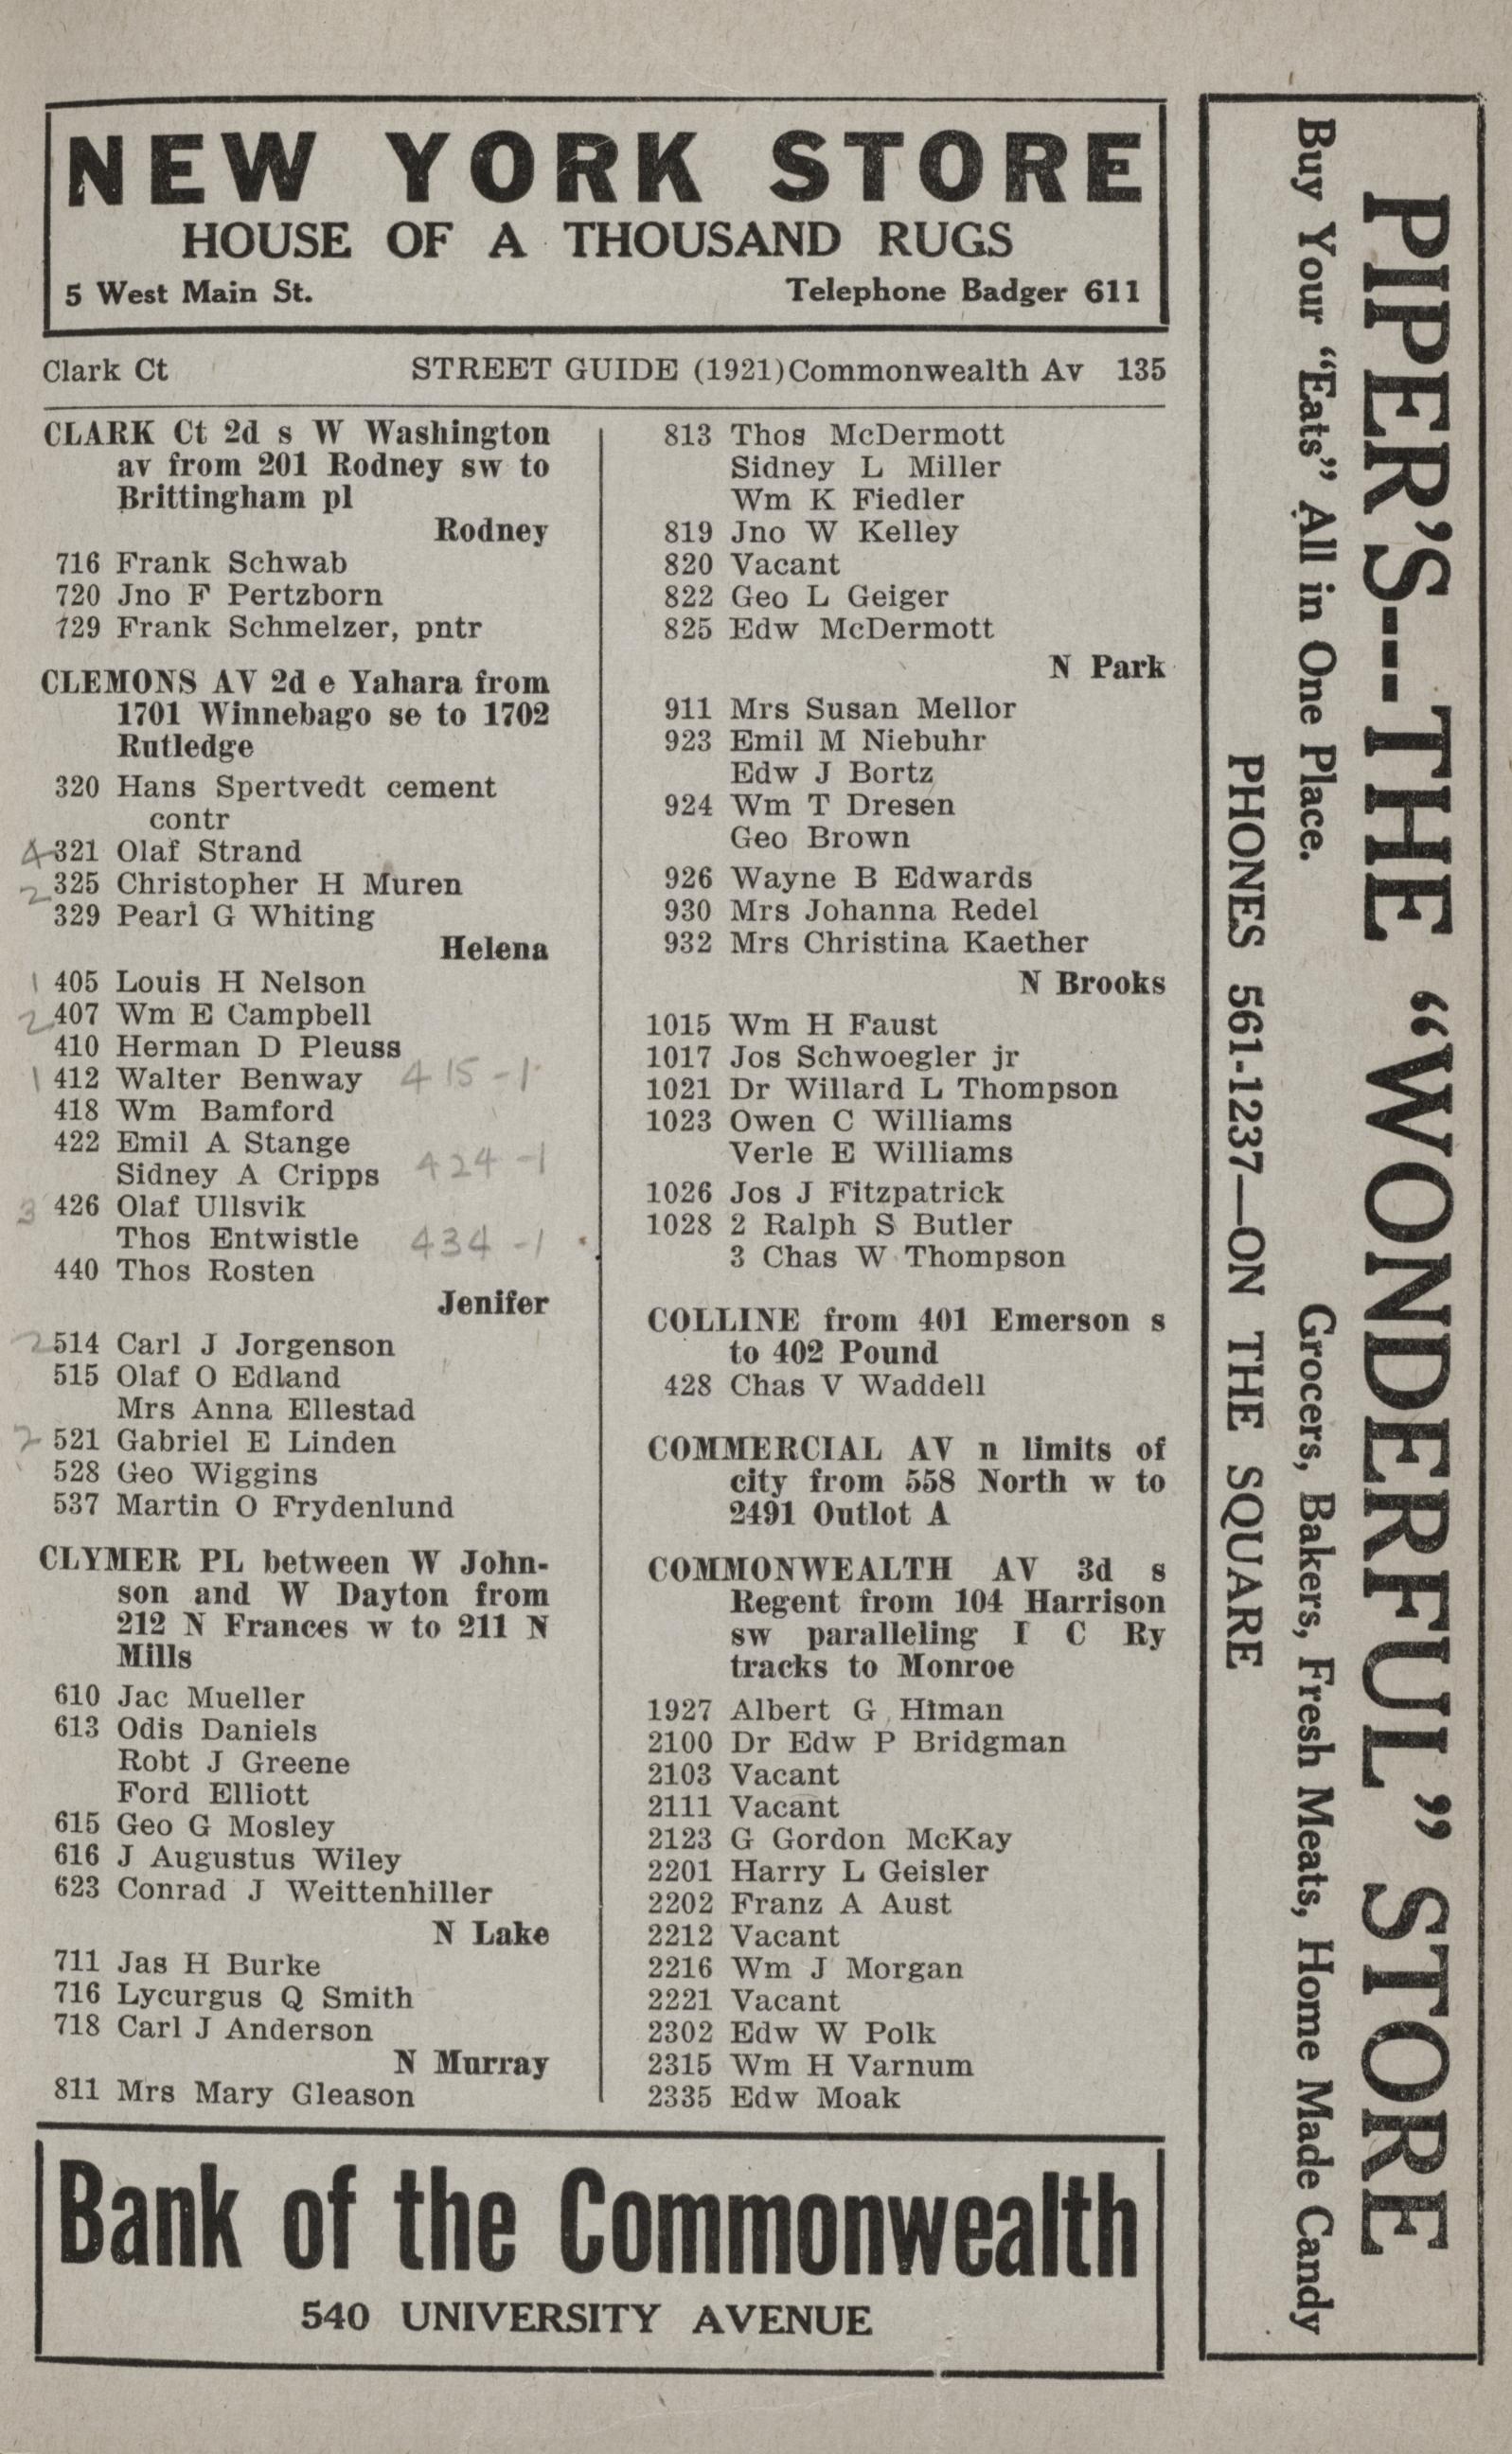 NEW YORK STORE
HOUSE OF A THOUSAND RUGS
5 West Main St. Telephone Badger 611
Clark Ct STREET GUIDE (1921) Commonwealth Av 135
CLARK Ct 2d s W Washington
av from 201 Rodney sw to
Brittingham pl
Rodney
716 Frank Schwab
720 Jno F Pertzborn
729 Frank Schmelzer, pntr
CLEMONS AV 2d e Yahara from
1701 Winnebago se to 1702
Rutledge
320 Hans Spertvedt cement
contr
4 321 Olaf Strand
2 325 Christopher H Muren
329 Pearl G Whiting
Helena
1 405 Louis H Nelson
2 407 Wm E Campbell
410 Herman D Pleuss
1 412 Walter Benway 415-1
418 Wm Bamford
422 Emil A Stange
Sidney A Cripps 424-1
3 426 Olaf Ullsvik
Thos Entwistle 434-1
440 Thos Rosten
Jenifer
2 514 Carl J Jorgenson
515 Olaf O Edland
Mrs Anna Ellestad
2 521 Gabriel E Linden
528 Geo Wiggins
537 Martin O Frydenlund
CLYMER PL between W John-
son and W Dayton from
212 N Frances w to 211 N
Mills
610 Jac Mueller
613 Odis Daniels
Robt J Greene
Ford Elliott
615 Geo G Mosley
616 J Augustus Wiley
623 Conrad J Weittenhiller
N Lake
711 Jas H Burke
716 Lycurgus Q Smith
718 Carl J Anderson
N Murray
811 Mrs Mary Gleason
813 Thos McDermott
Sidney L Miller
Wm K Fiedler
819 Jno W Kelley
820 Vacant
822 Geo L Geiger
825 Edw McDermott
N Park
911 Mrs Susan Mellor
923 Emil M Niebuhr
Edw J Bortz
924 Wm T Dresen
Geo Brown
926 Wayne B Edwards
930 Mrs Johanna Redel
932 Mrs Christina Kaether
N Brooks
1015 Wm H Faust
1017 Jos Schwoegler jr
1021 Dr Willard L Thompson
1023 Owen C Williams
Verle E Williams
1026 Jos J Fitzpatrick
1028 2 Ralph S Butler
3 Chas W Thompson
COLLINE from 401 Emerson s
to 402 Pound
428 Chas V Waddell
COMMERCIAL AV n limits of
city from 558 North w to
2491 Outlot A
COMMONWEALTH AV 3d s
Regent from 104 Harrison
sw paralleling I C Ry
tracks to Monroe
1927 Albert G Htman
2100 Dr Edw P Bridgman
2103 Vacant
2111 Vacant
2123 G Gordon McKay
2201 Harry L Geisler
2202 Franz A Aust
2212 Vacant
2216 Wm J Morgan
2221 Vacant
2302 Edw W Polk
2315 Wm H Varnum
2335 Edw Moak
Bank of the Commonwealth
540 UNIVERSITY AVENUE
PIPER'S---THE "WONDERFUL" STORE
Buy Your "Eats" All in One Place. Grocers, Bakers, Fresh Meats, Home Made Candy
PHONES 561-1237—ON THE SQUARE